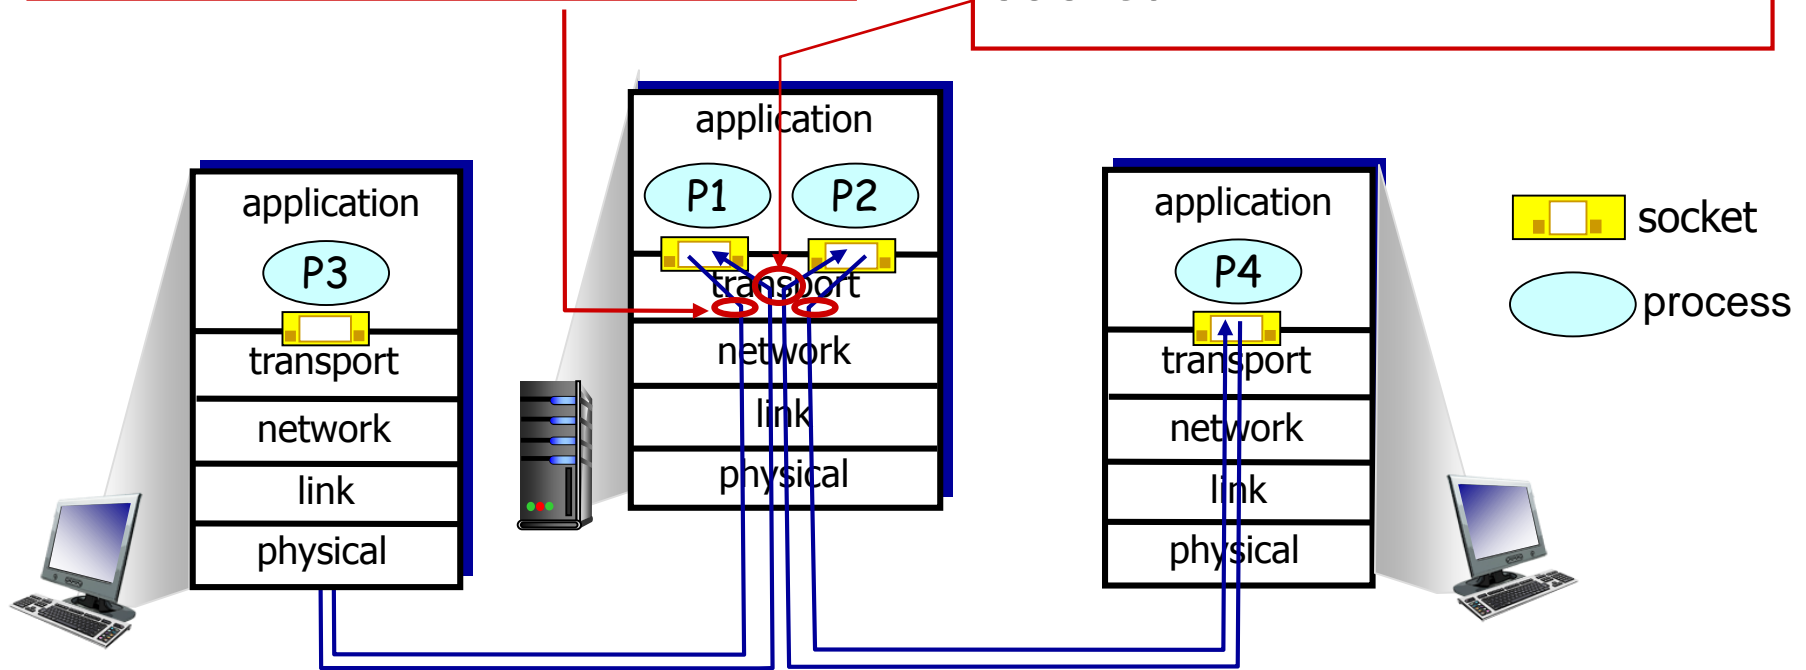 application
P1
P2
transport
network
link
physical
application
P3
transport
network
link
physical
application
P4
transport
network
link
physical
socket
process